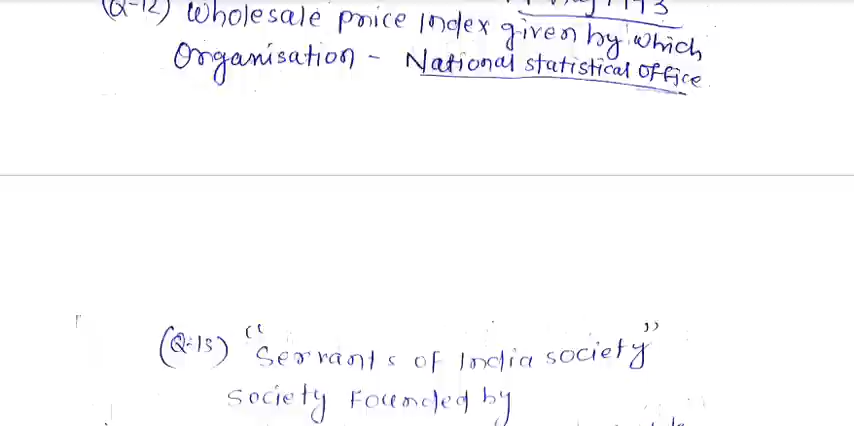 (Q-12) Wholesale price Index given by which
Organisation - National statistical office
(Q-13) "Servants of India society"
society Founded by